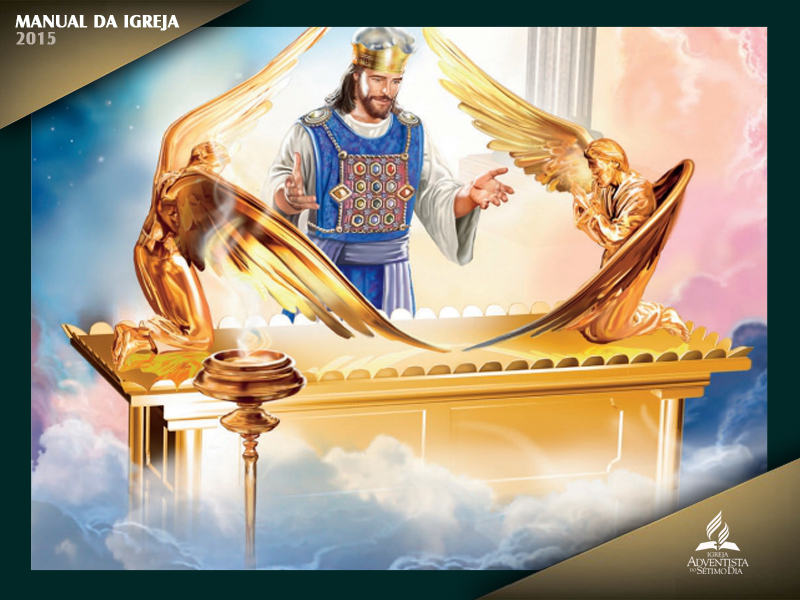 MANUAL DA IGREJA
2015
IGREJA
ADVENTISTA
DO SÉTIMO DIA